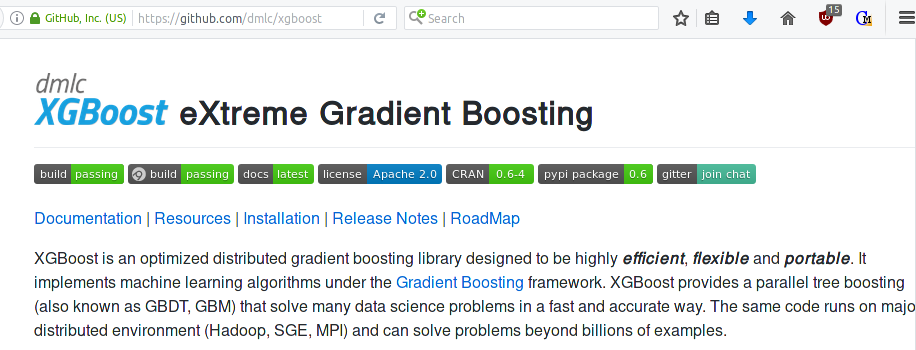 GitHub, Inc. (US) https://github.com/dmlc/xgboost Search 15
dmlc
XGBoost eXtreme Gradient Boosting
build passing build passing docs latest license Apache 2.0 CRAN 0.6-4 pypi package 0.6 gitter join chat
Documentation | Resources | Installation | Release Notes | RoadMap
XGBoost is an optimized distributed gradient boosting library designed to be highly efficient, flexible and portable. It
implements machine learning algorithms under the Gradient Boosting framework. XGBoost provides a parallel tree boosting
(also known as GBDT, GBM) that solve many data science problems in a fast and accurate way. The same code runs on majo
distributed environment (Hadoop, SGE, MPI) and can solve problems beyond billions of examples.